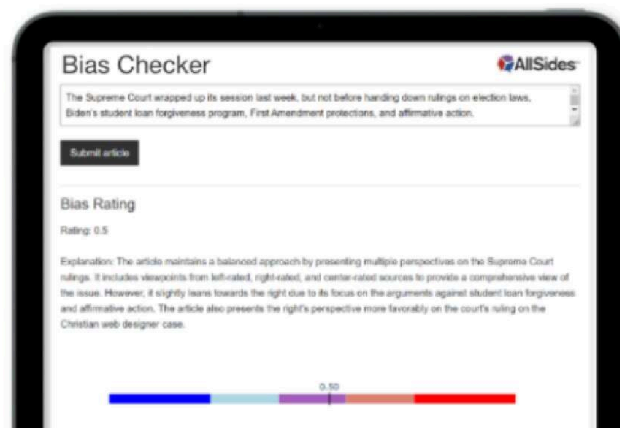 Bias Checker
AllSides
The Supreme Court wrapped up its session last week, but not before handing down rulings on election laws,
Biden's student loan forgiveness program, First Amendment protections, and affirmative action.
Submit article
Bias Rating
Rating: 0.5
Explanation: The article maintains a balanced approach by presenting multiple perspectives on the Supreme Court
rulings. It includes viewpoints from left-rated, right-rated, and center-rated sources to provide a comprehensive view of
the issue. However, it slightly leans towards the right due to its focus on the arguments against student loan forgiveness
and affirmative action. The article also presents the right's perspective more favorably on the court's ruling on the
Christian web designer case.
0.50